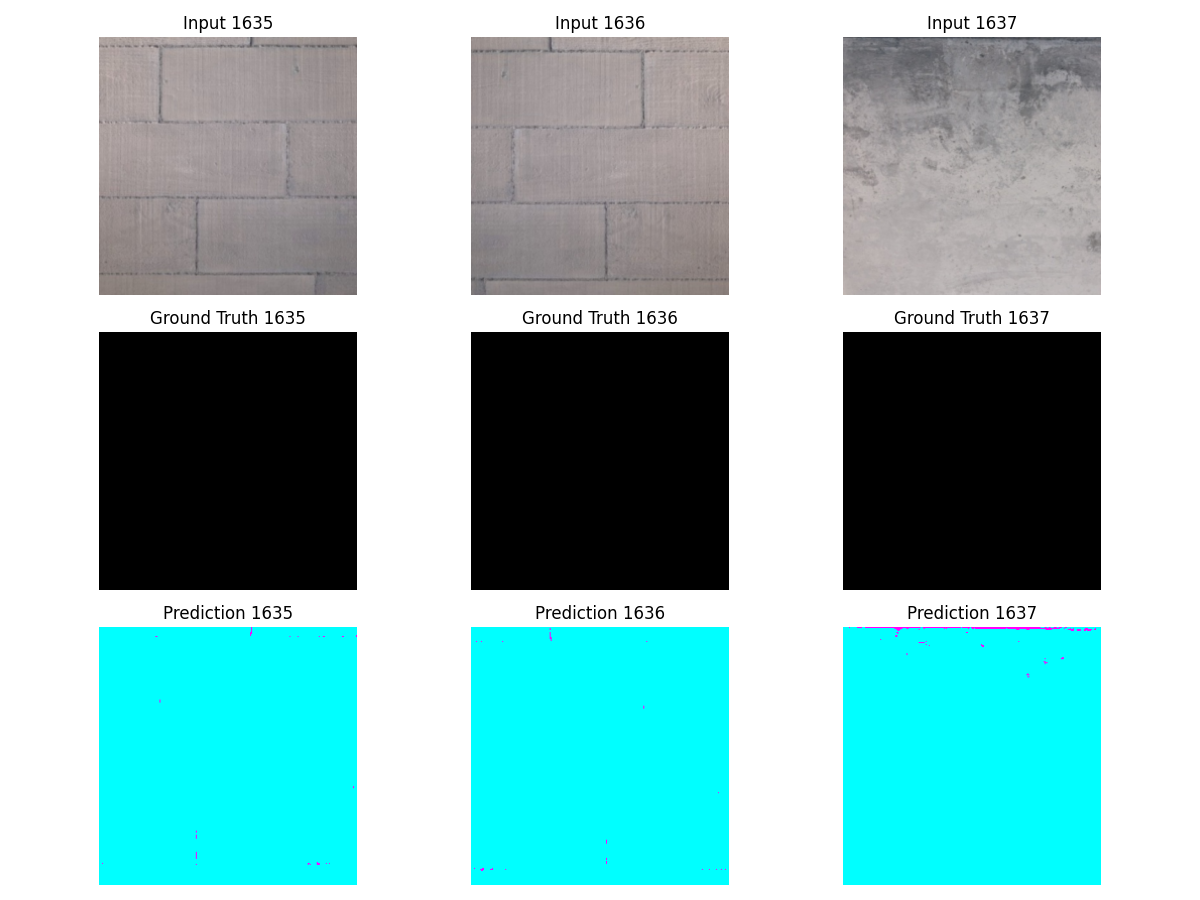 Input 1635
Input 1636
Input 1637
Ground Truth 1635
Ground Truth 1636
Ground Truth 1637
Prediction 1635
Prediction 1636
Prediction 1637